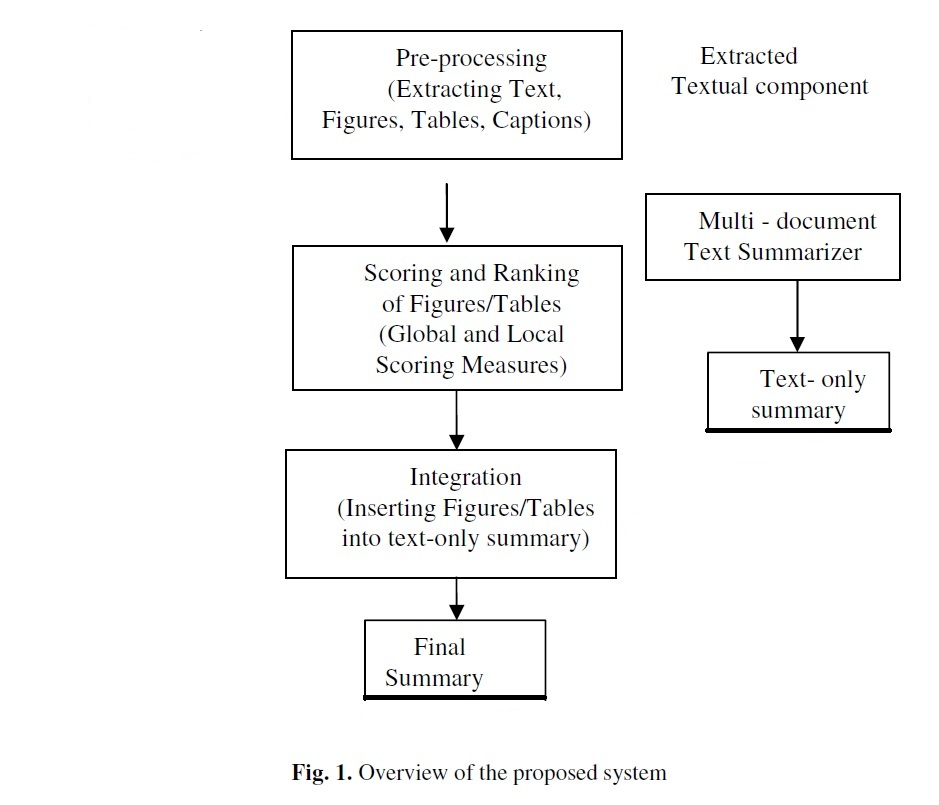 Pre-processing
(Extracting Text,
Figures, Tables, Captions)
Extracted
Textual component
Multi - document
Text Summarizer
Scoring and Ranking
of Figures/Tables
(Global and Local
Scoring Measures)
Text- only
summary
Integration
(Inserting Figures/Tables
into text-only summary)
Final
Summary
Fig. 1. Overview of the proposed system